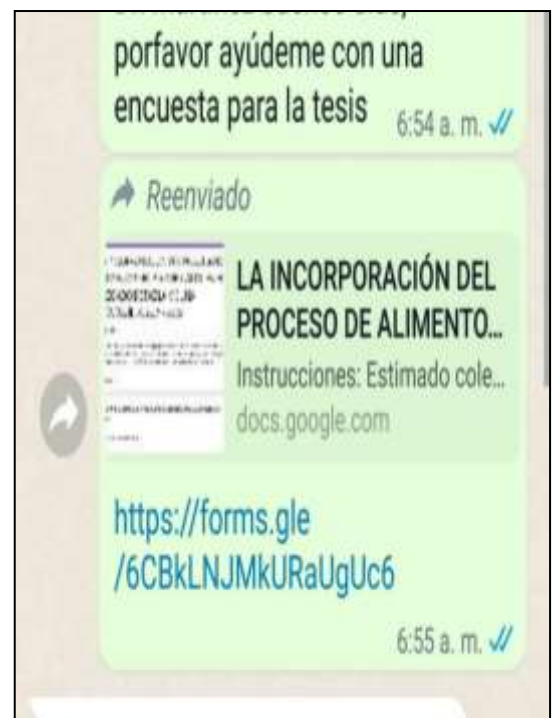 porfavor ayúdeme con una
encuesta para la tesis 6:54 a. m.
Reenviado
LA INCORPORACIÓN DEL
PROCESO DE ALIMENTO...
Instrucciones: Estimado cole...
docs.google.com
https://forms.gle
/6CBkLNJMkURaUgUc6
6:55 a. m.